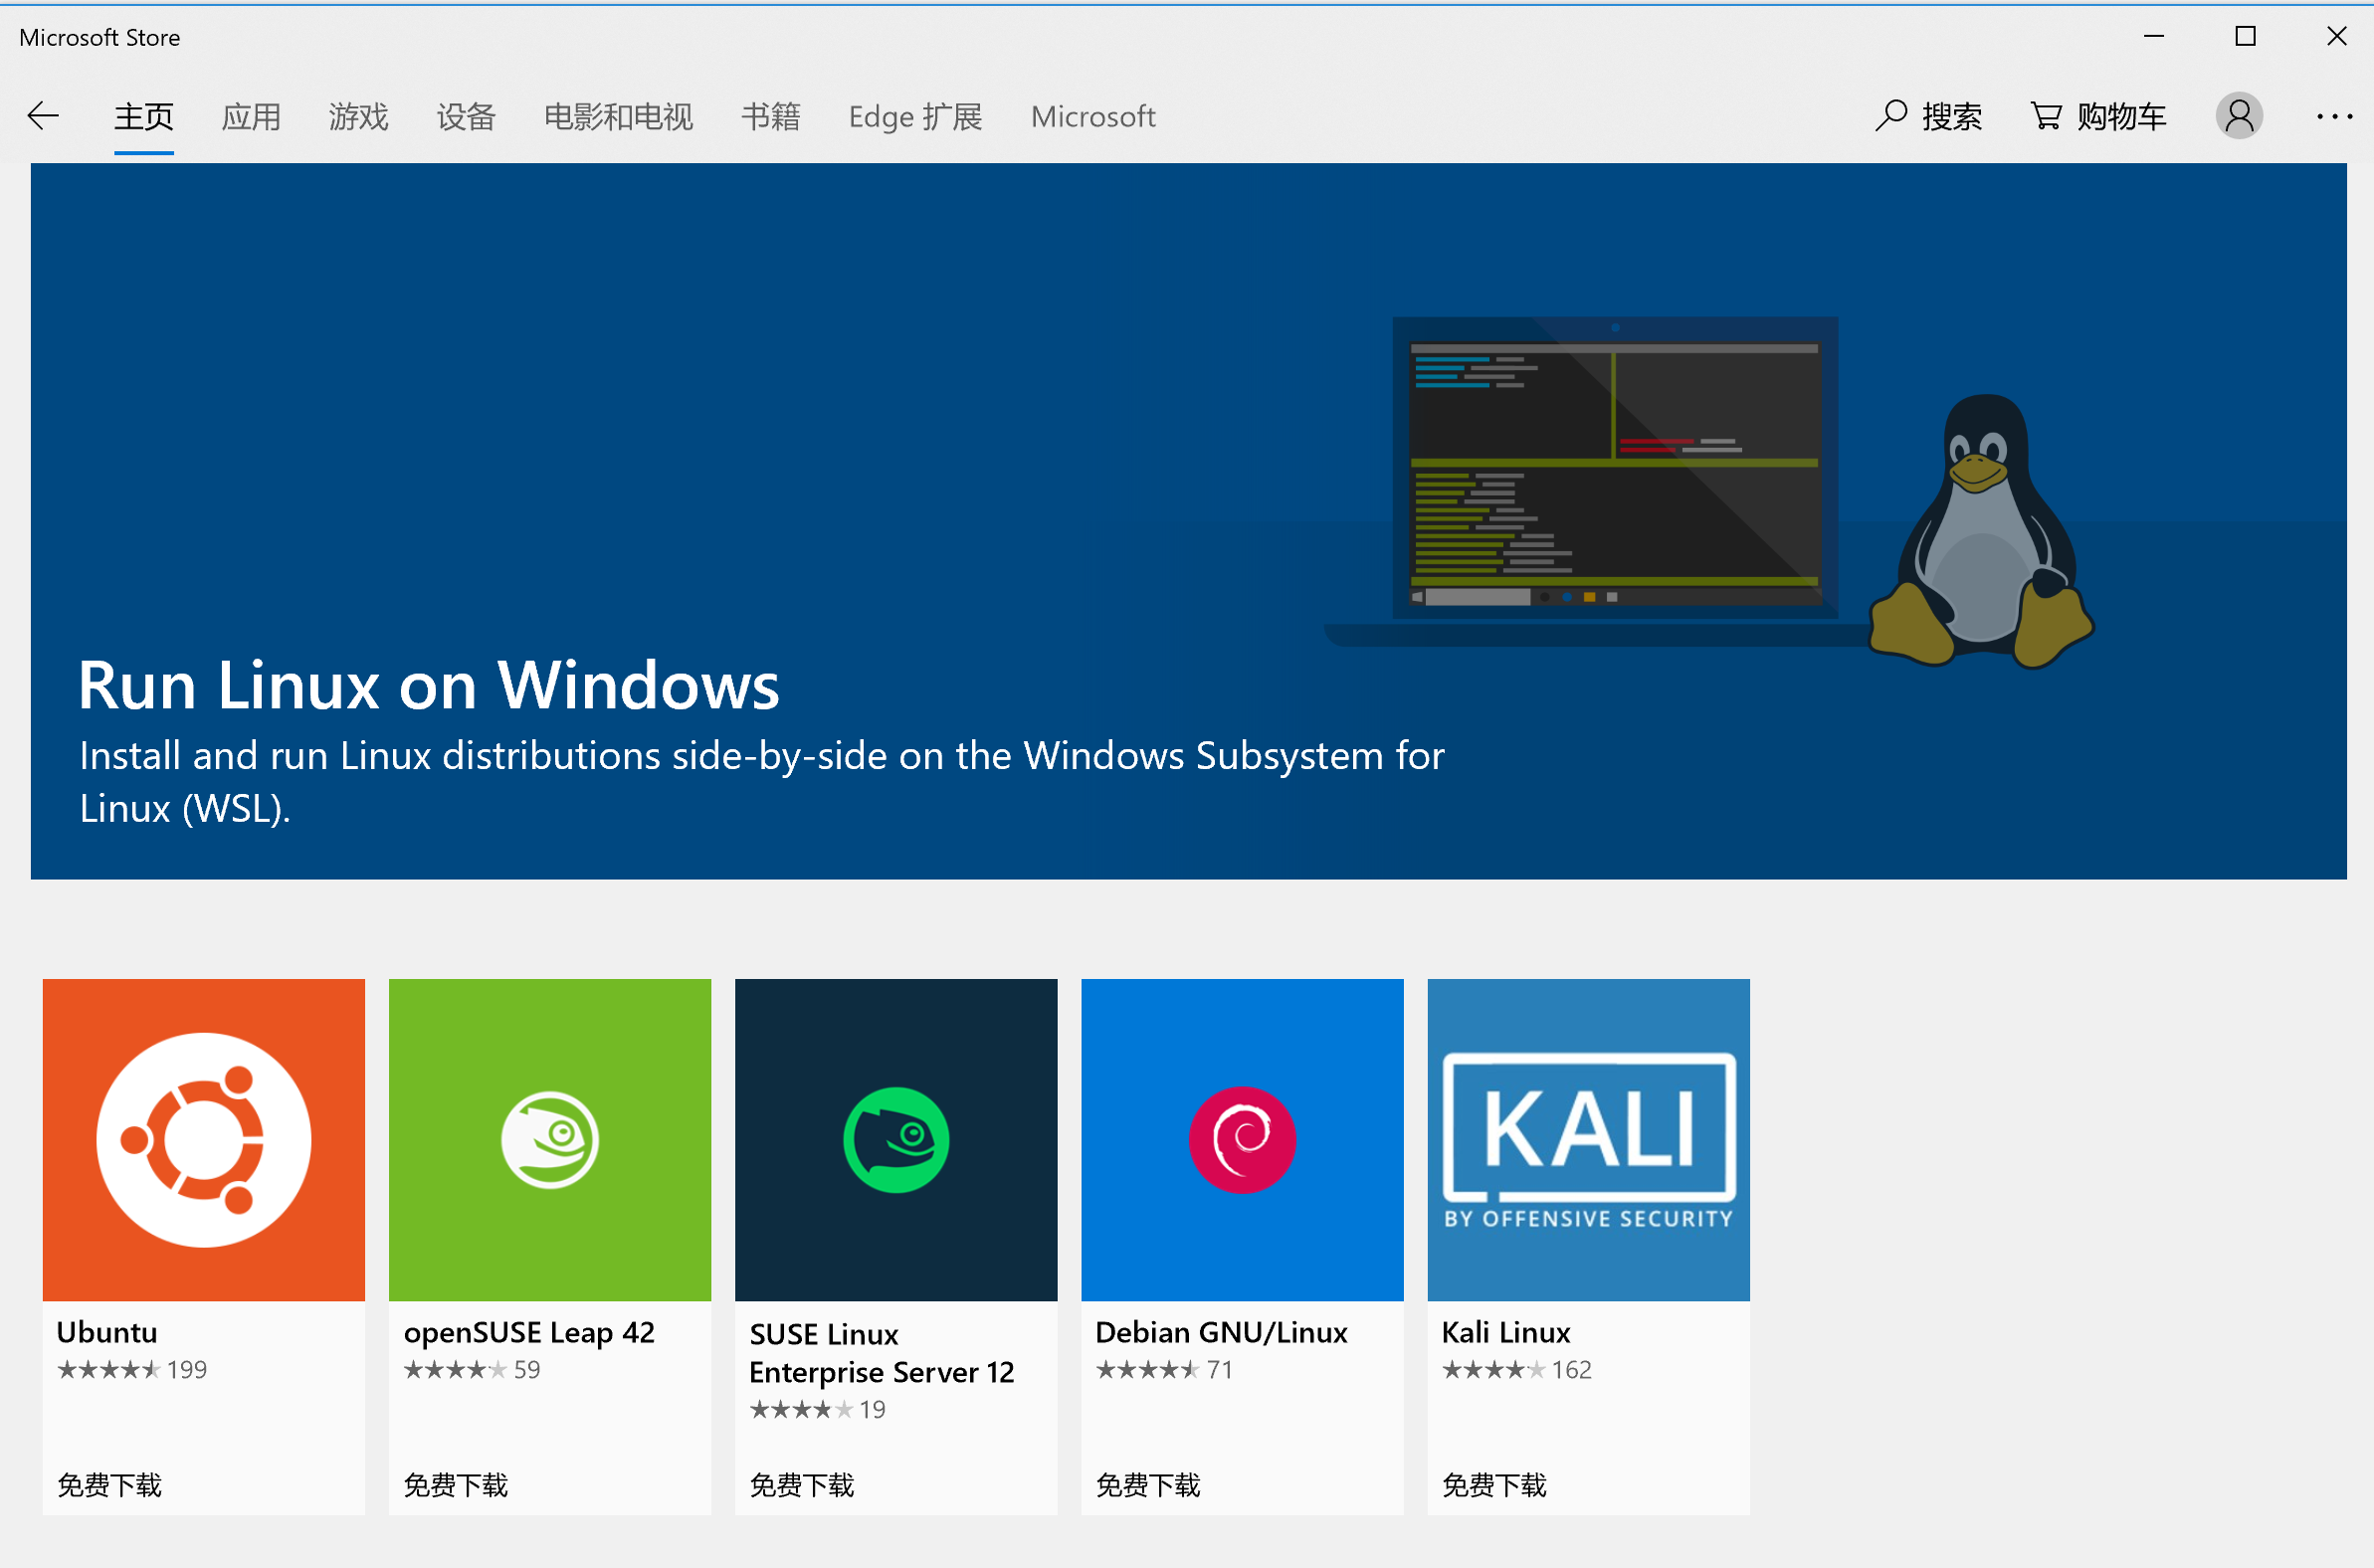 Microsoft Store
主页 应用 游戏 设备 电影和电视 书籍 Edge 扩展 Microsoft 搜索 购物车
Run Linux on Windows
Install and run Linux distributions side-by-side on the Windows Subsystem for
Linux (WSL).
KALI
BY OFFENSIVE SECURITY
Ubuntu
199
免费下载
openSUSE Leap 42
59
免费下载
SUSE Linux
Enterprise Server 12
19
免费下载
Debian GNU/Linux
71
免费下载
Kali Linux
162
免费下载